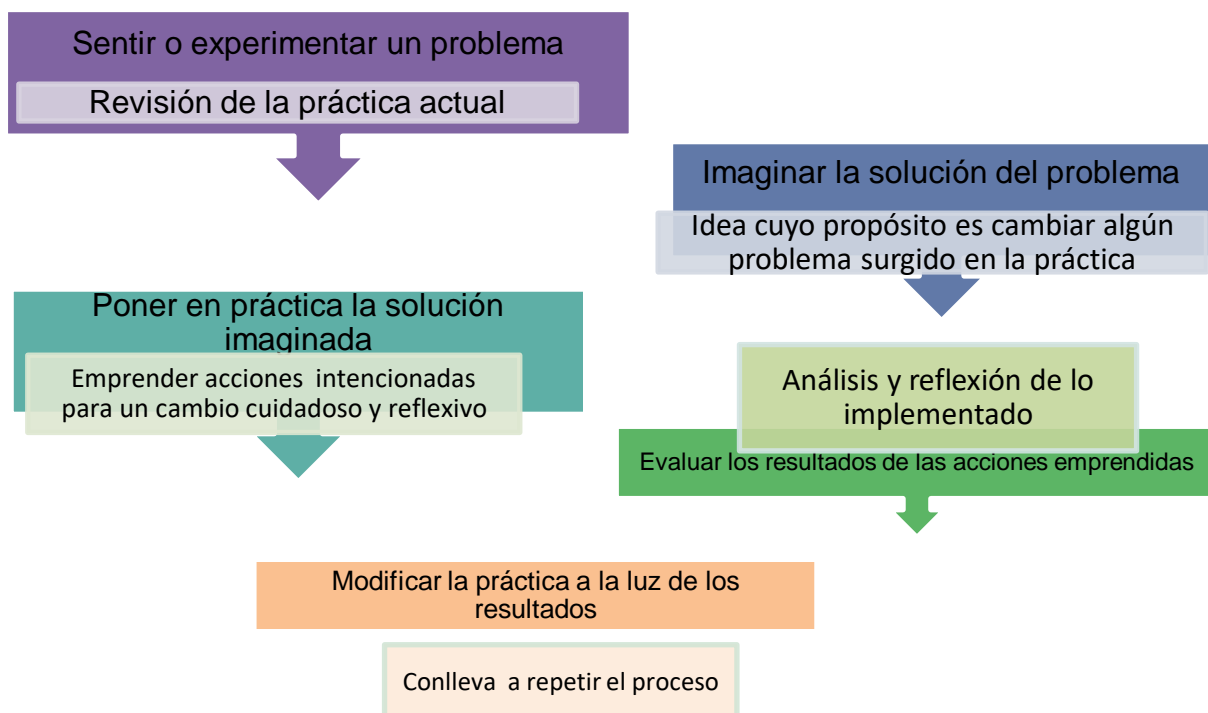 Sentir o experimentar un problema
Revisión de la práctica actual
Imaginar la solución del problema
Idea cuyo propósito es cambiar algún
problema surgido en la práctica
Poner en práctica la solución
imaginada
Emprender acciones intencionadas
para un cambio cuidadoso y reflexivo
Análisis y reflexión de lo
implementado
Evaluar los resultados de las acciones emprendidas
Modificar la práctica a la luz de los
resultados
Conlleva a repetir el proceso